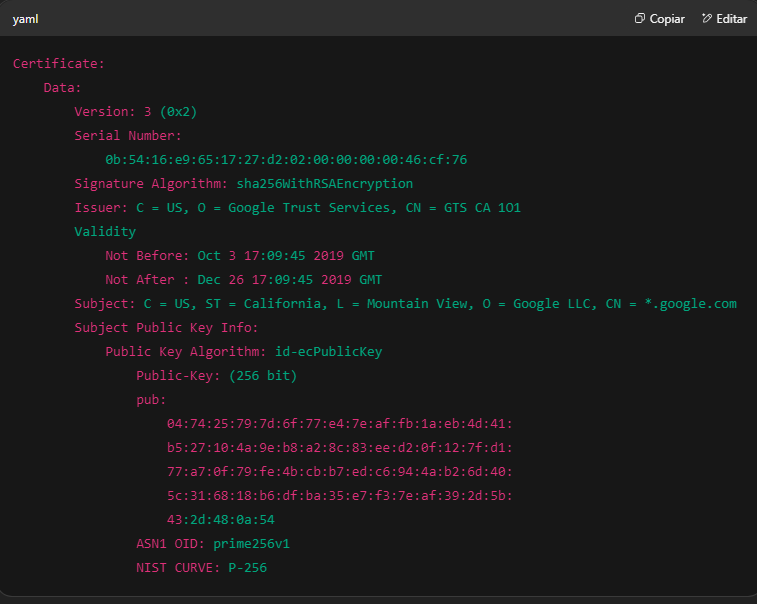 yaml
Copiar
Editar
Certificate:
Data:
Version: 3 (0x2)
Serial Number:
0b:54:16:e9:65:17:27:d2:02:00:00:00:00:46:cf:76
Signature Algorithm: sha256WithRSAEncryption
Issuer: C = US, O = Google Trust Services, CN = GTS CA 1O1
Validity
Not Before: Oct 3 17:09:45 2019 GMT
Not After : Dec 26 17:09:45 2019 GMT
Subject: C = US, ST = California, L = Mountain View, O = Google LLC, CN = *.google.com
Subject Public Key Info:
Public Key Algorithm: id-ecPublicKey
Public-Key: (256 bit)
pub:
04:74:25:79:7d:6f:77:e4:7e:af:fb:1a:eb:4d:41:
b5:27:10:4a:9e:b8:a2:8c:83:ee:d2:0f:12:7f:d1:
77:a7:0f:79:fe:4b:cb:b7:ed:c6:94:4a:b2:6d:40:
5c:31:68:18:b6:df:ba:35:e7:f3:7e:af:39:2d:5b:
43:2d:48:0a:54
ASN1 OID: prime256v1
NIST CURVE: P-256